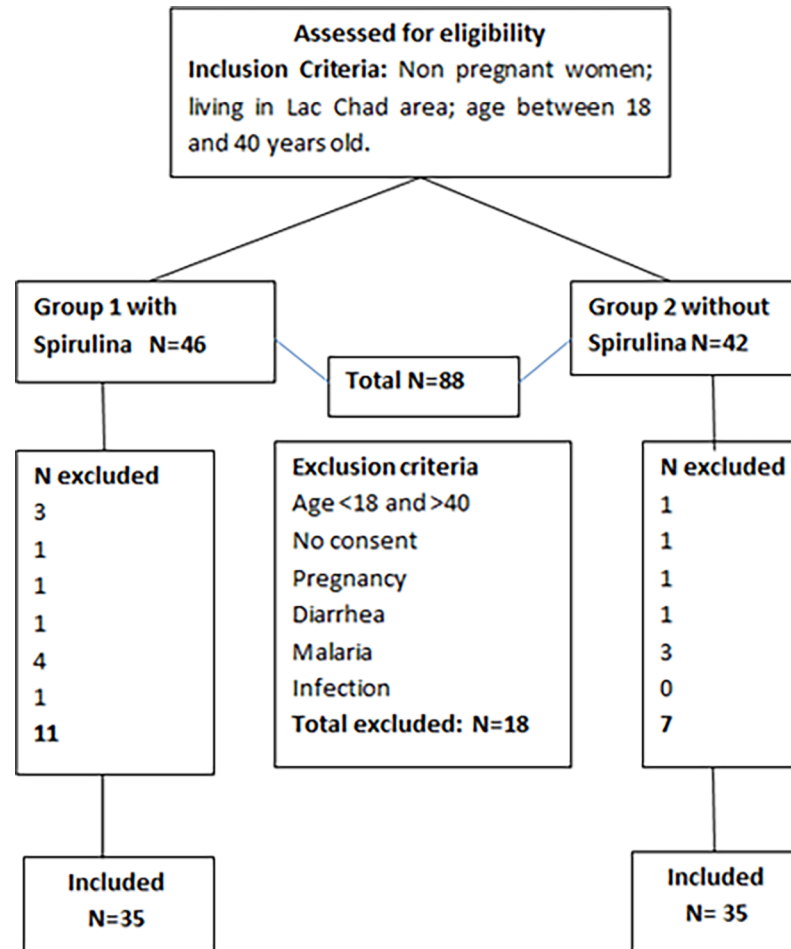 Assessed for eligibility
Inclusion Criteria: Non pregnant women;
living in Lac Chad area; age between 18
and 40 years old.
Group 1 with
Spirulina N=46
Group 2 without
Spirulina N=42
Total N=88
N excluded
3
1
1
1
4
1
11
Exclusion criteria
Age <18 and >40
No consent
Pregnancy
Diarrhea
Malaria
Infection
Total excluded: N=18
N excluded
1
1
1
1
3
0
7
Included
N=35
Included
N= 35